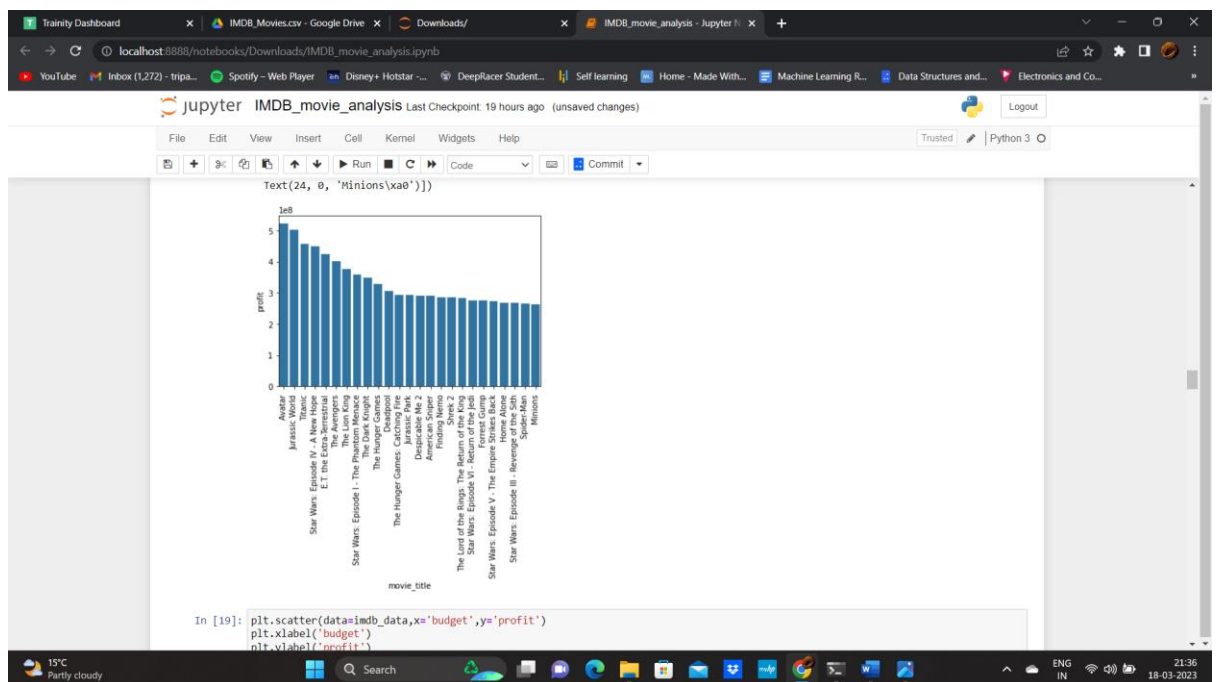 Trainity Dashboard
IMDB_Movies.csv - Google Drive
Downloads/
IMDB_movie_analysis - Jupyter N
localhost:8888/notebooks/Downloads/IMDB_movie_analysis.ipynb
YouTube
Inbox (1,272) - tripa...
Spotify – Web Player
Disney+ Hotstar -...
DeepRacer Student...
Self learning
Home - Made With...
Machine Learning R...
Data Structures and...
Electronics and Co...
»
jupyter IMDB_movie_analysis Last Checkpoint: 19 hours ago (unsaved changes)
Logout
File Edit View Insert Cell Kernel Widgets Help
Trusted
Python 3
Run
Code
Commit
Text(24, 0, 'Minions\xa0')])
1e8
5
4
3
2
1
0
profit
Avatar
Jurassic World
Titanic
Star Wars: Episode IV - A New Hope
E.T. the Extra-Terrestrial
The Avengers
The Lion King
Star Wars: Episode I - The Phantom Menace
The Dark Knight
The Hunger Games
Deadpool
The Hunger Games: Catching Fire
Jurassic Park
Despicable Me 2
American Sniper
Finding Nemo
Shrek 2
The Lord of the Rings: The Return of the King
Star Wars: Episode VI - Return of the Jedi
Forrest Gump
Star Wars: Episode V - The Empire Strikes Back
Home Alone
Star Wars: Episode III - Revenge of the Sith
Spider-Man
Minions
movie_title
In [19]: plt.scatter(data=imdb_data,x='budget',y='profit')
plt.xlabel('budget')
plt.ylabel('profit')
15°C
Partly cloudy
Search
ENG
IN
21:36
18-03-2023